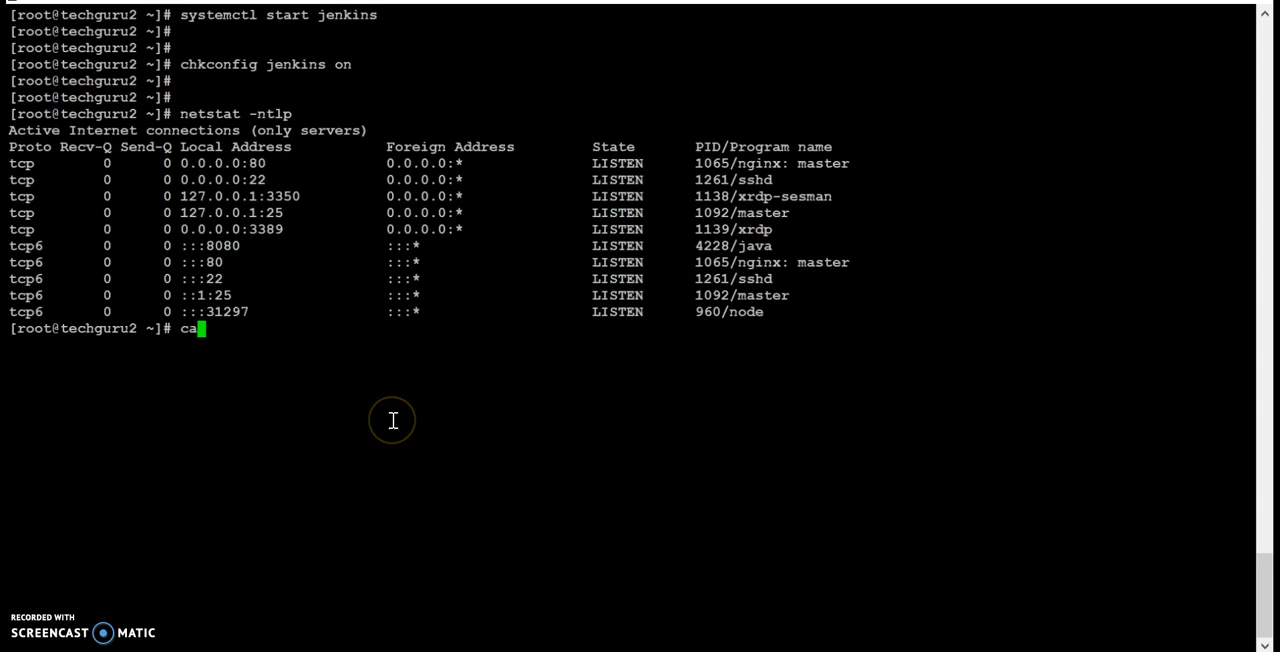 [root@techguru2 ~]# systemctl start jenkins
[root@techguru2 ~]#
[root@techguru2 ~]#
[root@techguru2 ~]# chkconfig jenkins on
[root@techguru2 ~]#
[root@techguru2 ~]#
[root@techguru2 ~]# netstat -ntlp
Active Internet connections (only servers)
Proto Recv-Q Send-Q Local Address           Foreign Address         State       PID/Program name
tcp        0      0 0.0.0.0:80              0.0.0.0:*               LISTEN      1065/nginx: master
tcp        0      0 0.0.0.0:22              0.0.0.0:*               LISTEN      1261/sshd
tcp        0      0 127.0.0.1:3350          0.0.0.0:*               LISTEN      1138/xrdp-sesman
tcp        0      0 127.0.0.1:25            0.0.0.0:*               LISTEN      1092/master
tcp        0      0 0.0.0.0:3389            0.0.0.0:*               LISTEN      1139/xrdp
tcp6       0      0 :::8080                 :::*                    LISTEN      4228/java
tcp6       0      0 :::80                   :::*                    LISTEN      1065/nginx: master
tcp6       0      0 :::22                   :::*                    LISTEN      1261/sshd
tcp6       0      0 ::1:25                  :::*                    LISTEN      1092/master
tcp6       0      0 :::31297                :::*                    LISTEN      960/node
[root@techguru2 ~]# ca
RECORDED WITH
SCREENCAST MATIC